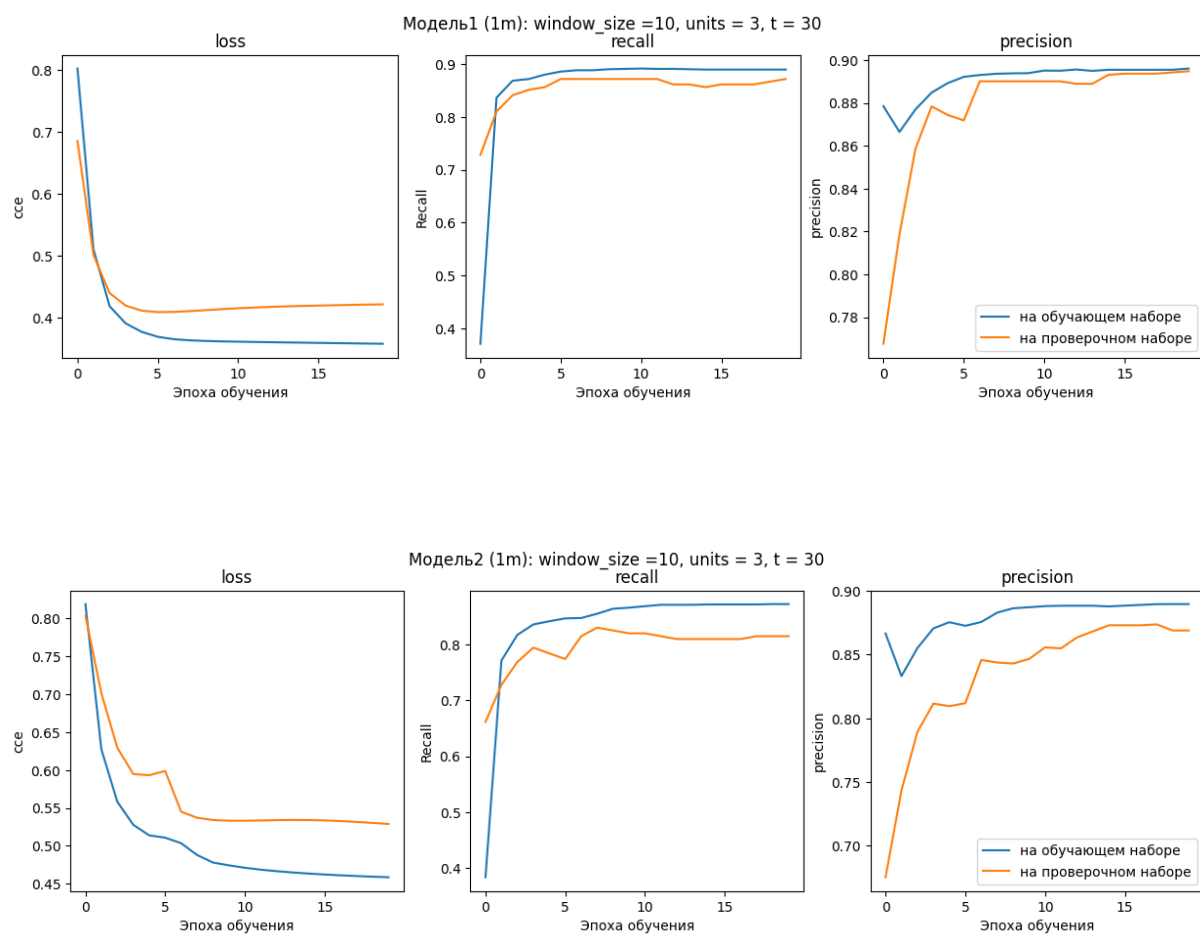 Модель1 (1m): window_size =10, units = 3, t = 30
loss
recall
precision
0.8
0.7
0.6
0.5
0.4
cce
0 5 10 15
Эпоха обучения
0.9
0.8
0.7
0.6
0.5
0.4
Recall
0 5 10 15
Эпоха обучения
0.90
0.88
0.86
0.84
0.82
0.80
0.78
precision
на обучающем наборе
на проверочном наборе
0 5 10 15
Эпоха обучения
Модель2 (1m): window_size =10, units = 3, t = 30
loss
recall
precision
0.80
0.75
0.70
0.65
0.60
0.55
0.50
0.45
cce
0 5 10 15
Эпоха обучения
0.8
0.7
0.6
0.5
0.4
Recall
0 5 10 15
Эпоха обучения
0.90
0.85
0.80
0.75
0.70
precision
на обучающем наборе
на проверочном наборе
0 5 10 15
Эпоха обучения